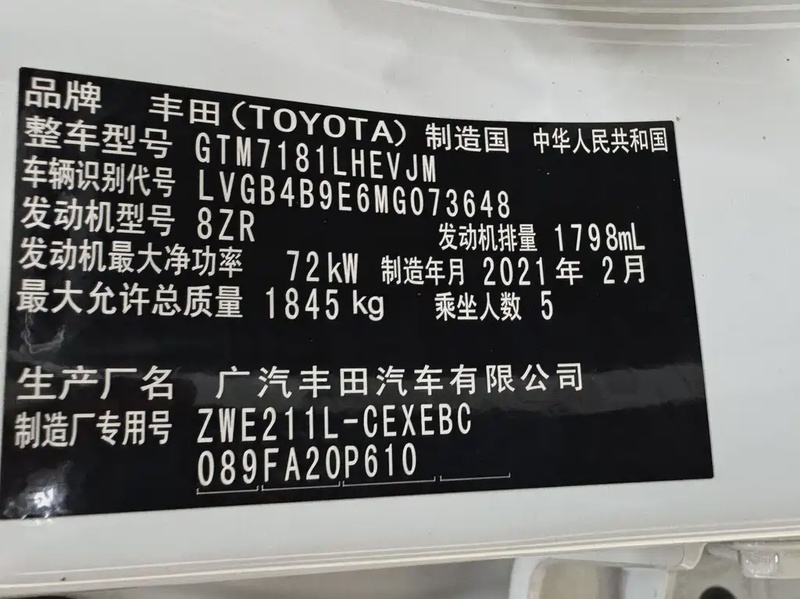 品牌 丰田(TOYOTA) 制造国 中华人民共和国
整车型号 GTM7181LHEVJM
车辆识别代号 LVGB4B9E6MG073648
发动机型号 8ZR 发动机排量 1798mL
发动机最大净功率 72kW 制造年月 2021年2月
最大允许总质量 1845kg 乘坐人数 5
生产厂名 广汽丰田汽车有限公司
制造厂专用号 ZWE211L-CEXEBC
089FA20P610